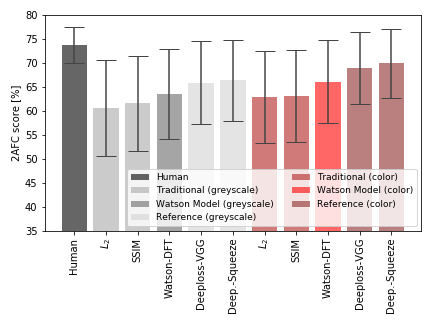 80
75
70
65
60
55
50
45
40
35
2AFC score [%]
Human
Traditional (greyscale)
Watson Model (greyscale)
Reference (greyscale)
Traditional (color)
Watson Model (color)
Reference (color)
Human
L2
SSIM
Watson-DFT
Deeploss-VGG
Deep.-Squeeze
L2
SSIM
Watson-DFT
Deeploss-VGG
Deep.-Squeeze